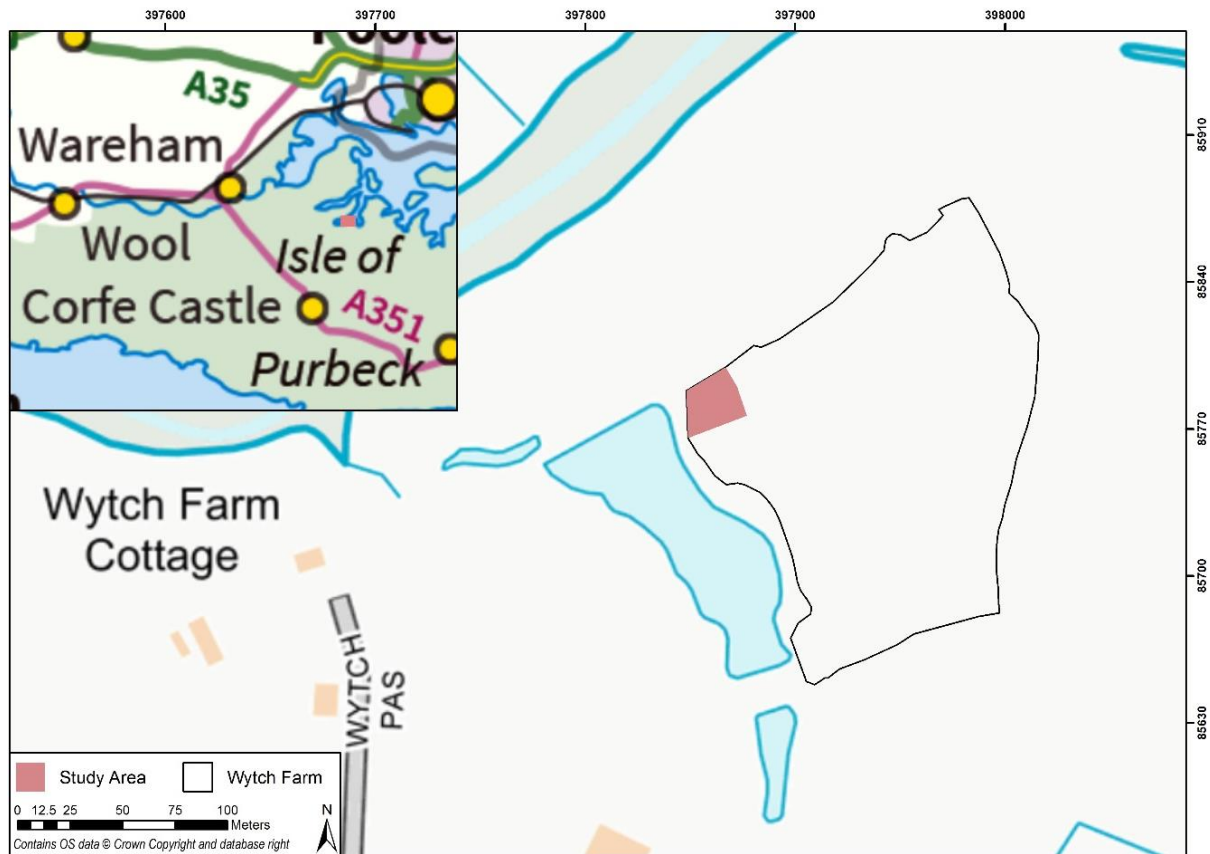 397600
397700
397800
397900
398000
A35
Wareham
Wool
Isle of
Corfe Castle
A351
Purbeck
85910
85840
85770
85700
85630
Wytch Farm
Cottage
WYTCH
PAS
Study Area
Wytch Farm
0 12.5 25 50 75 100
Meters
N
Contains OS data © Crown Copyright and database right